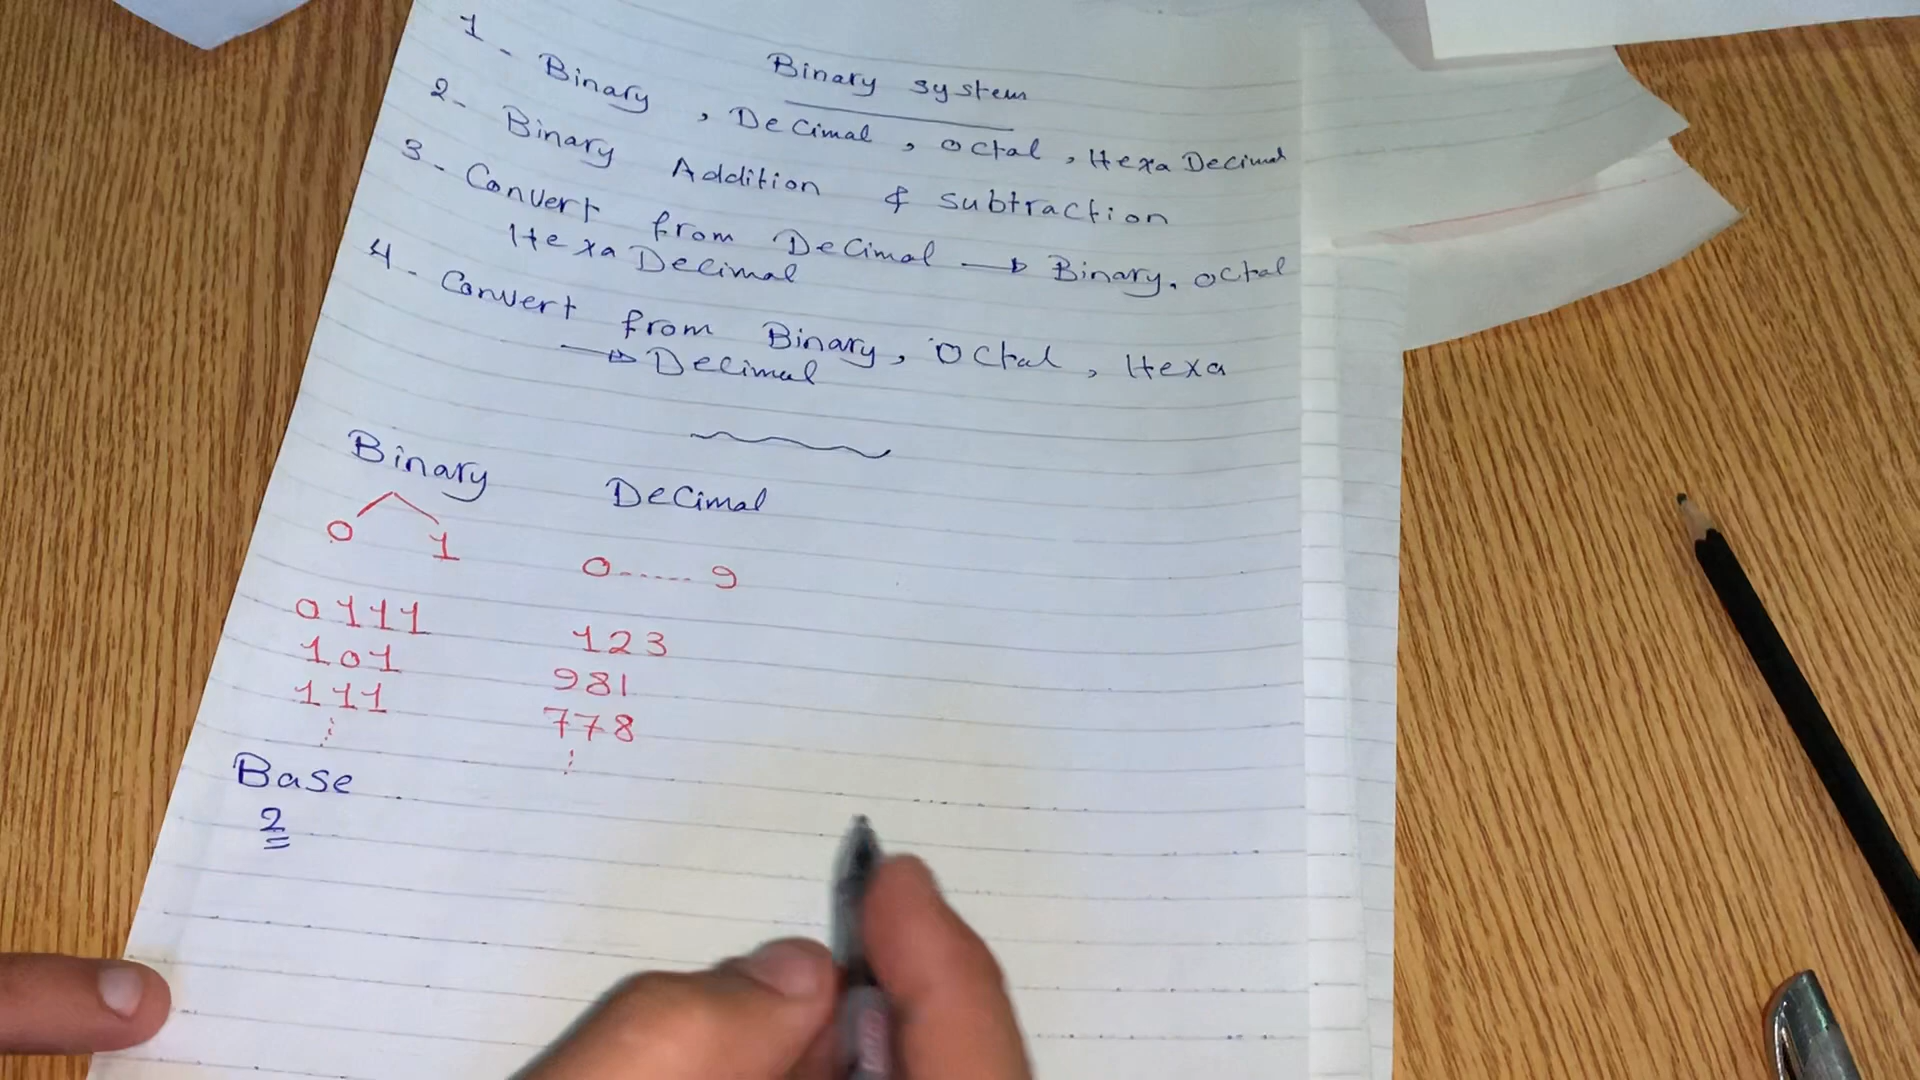 Binary system
1 - Binary, Decimal, octal, Hexa Decimal
2- Binary Addition & subtraction
3 - Convert from Decimal → Binary, octal
Hexa Decimal
4 - Convert from Binary, Octal, Hexa
→ Decimal
Binary Decimal
0 1 0.....9
0111 123
101 981
111 778
Base
2